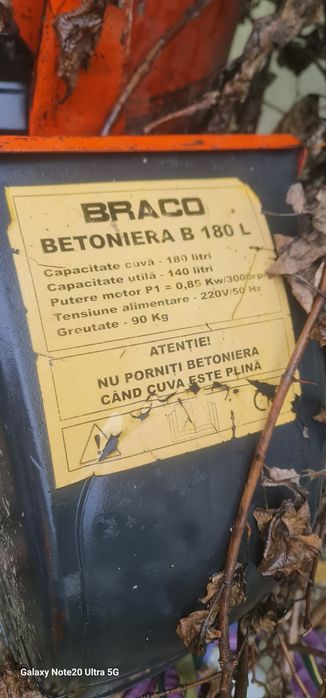 BRACO
BETONIERA B 180 L
Capacitate cuvă - 180 litri
Capacitate utilă - 140 litri
Putere motor P1 = 0,85 Kw/3000rp
Tensiune alimentare - 220V/50 Hz
Greutate - 90 Kg
ATENȚIE!
NU PORNIȚI BETONIERA
CÂND CUVA ESTE PLINĂ
Galaxy Note20 Ultra 5G